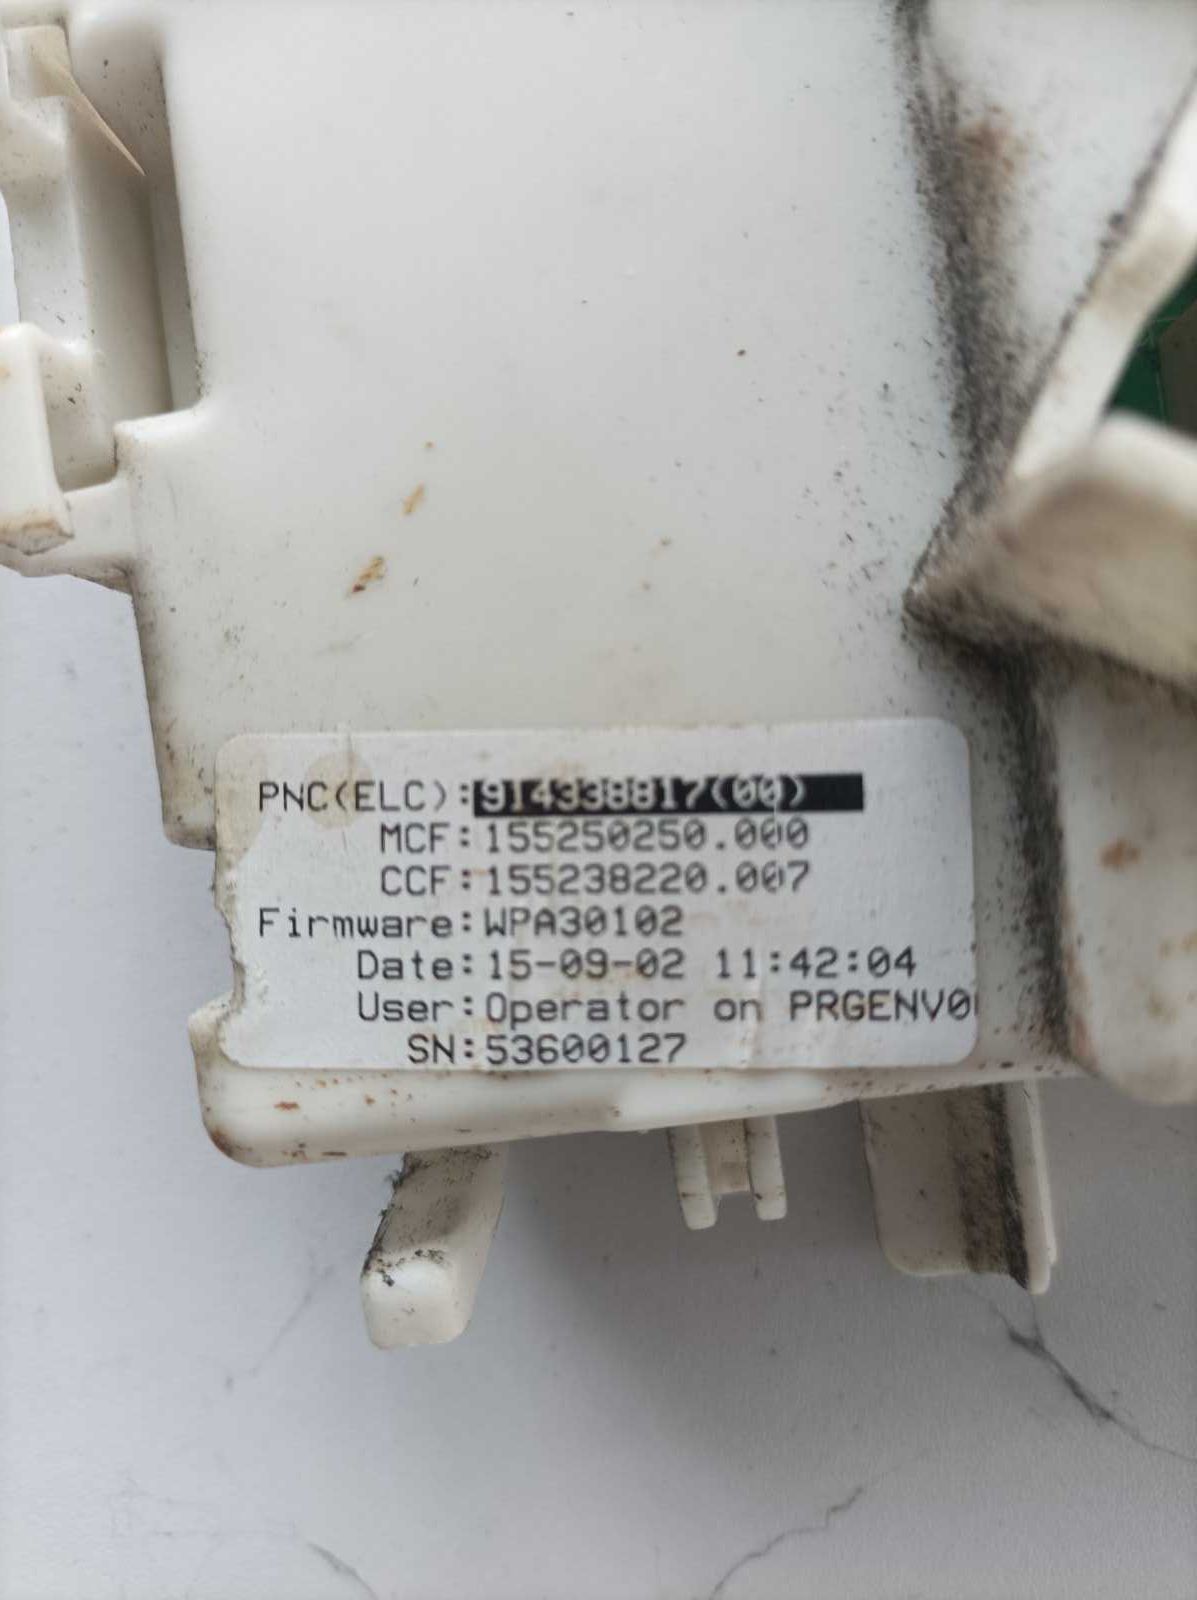 PNC(ELC):914338817(00)
MCF:155250250.000
CCF:155238220.007
Firmware:WPA30102
Date:15-09-02 11:42:04
User:Operator on PRGENV0
SN:53600127